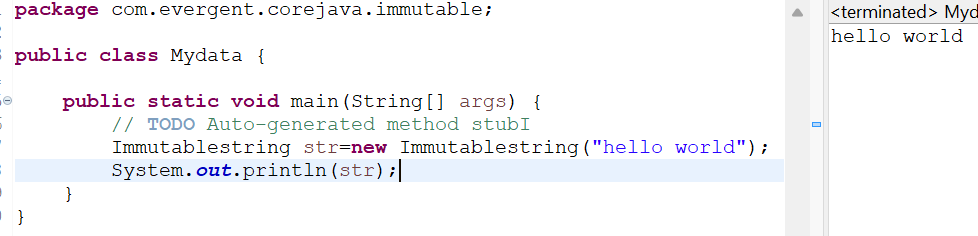 package com.evergent.corejava.immutable;
public class Mydata {
public static void main(String[] args) {
// TODO Auto-generated method stubI
Immutablestring str=new Immutablestring("hello world");
System.out.println(str);
}
}
<terminated> Myd
hello world